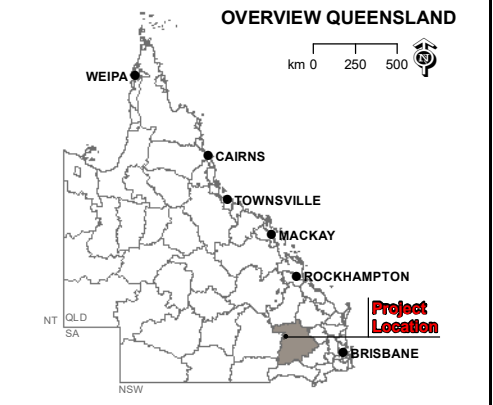 OVERVIEW QUEENSLAND
km 0 250 500 N
WEIPA
CAIRNS
TOWNSVILLE
MACKAY
ROCKHAMPTON
Project
Location
NT QLD
SA
BRISBANE
NSW